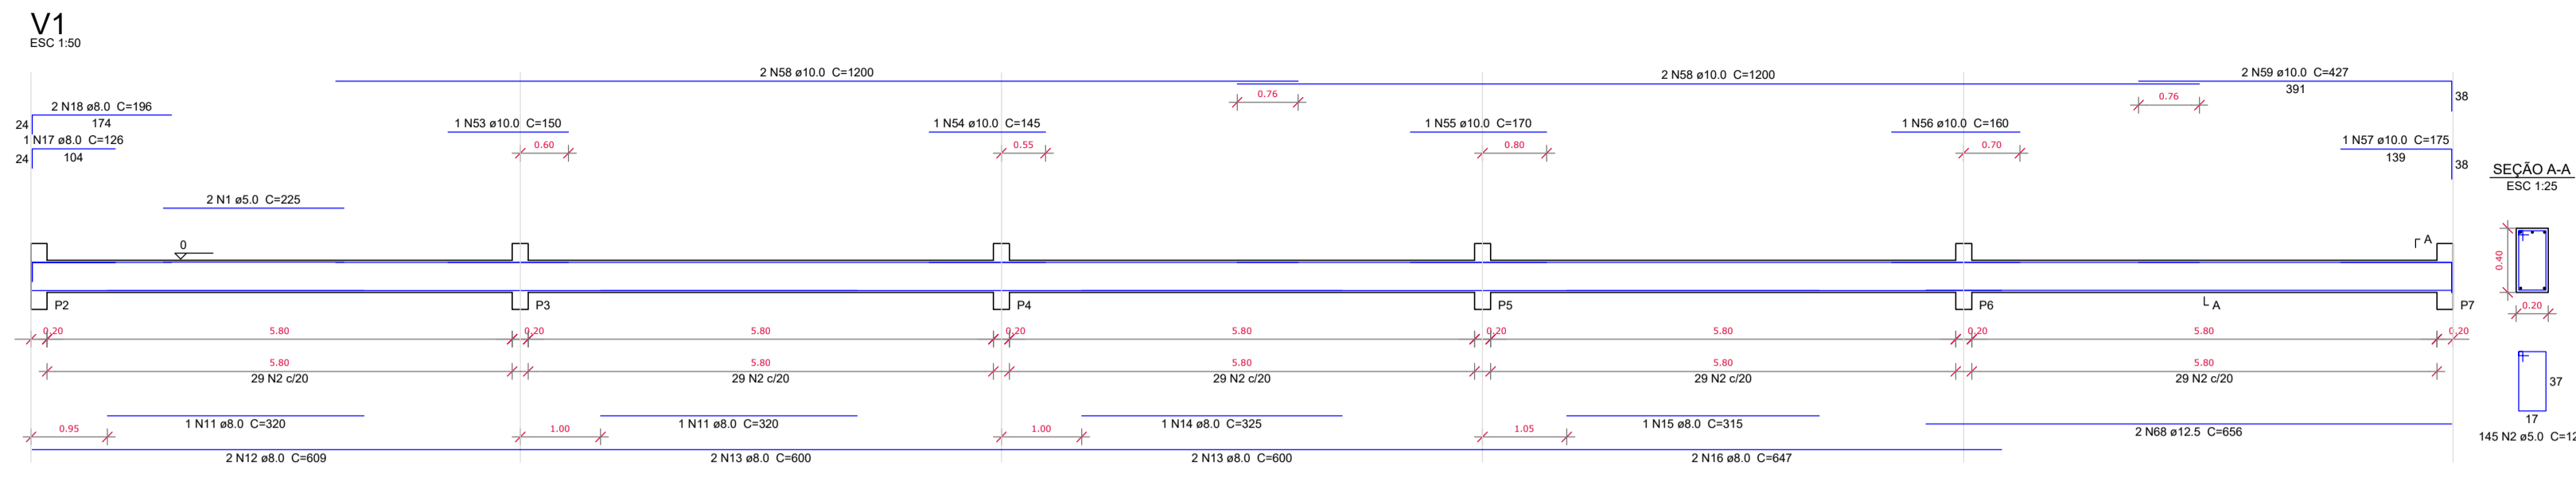 V1
ESC 1:50
2 N58 ø10.0 C=1200
2 N58 ø10.0 C=1200
2 N59 ø10.0 C=427
391
38
0.76
0.76
2 N18 ø8.0 C=196
174
24
1 N53 ø10.0 C=150
1 N54 ø10.0 C=145
1 N55 ø10.0 C=170
1 N56 ø10.0 C=160
1 N17 ø8.0 C=126
104
24
0.60
0.55
0.80
0.70
1 N57 ø10.0 C=175
139
38
SEÇÃO A-A
ESC 1:25
2 N1 ø5.0 C=225
0
A
0.40
P2
P3
P4
P5
P6
A
P7
0.20
0.20
5.80
0.20
5.80
0.20
5.80
0.20
5.80
0.20
5.80
0.20
5.80
5.80
5.80
5.80
5.80
29 N2 c/20
29 N2 c/20
29 N2 c/20
29 N2 c/20
29 N2 c/20
37
17
145 N2 ø5.0
1 N11 ø8.0 C=320
1 N11 ø8.0 C=320
1 N14 ø8.0 C=325
1 N15 ø8.0 C=315
0.95
1.00
1.00
1.05
2 N68 ø12.5 C=656
2 N12 ø8.0 C=609
2 N13 ø8.0 C=600
2 N13 ø8.0 C=600
2 N16 ø8.0 C=647